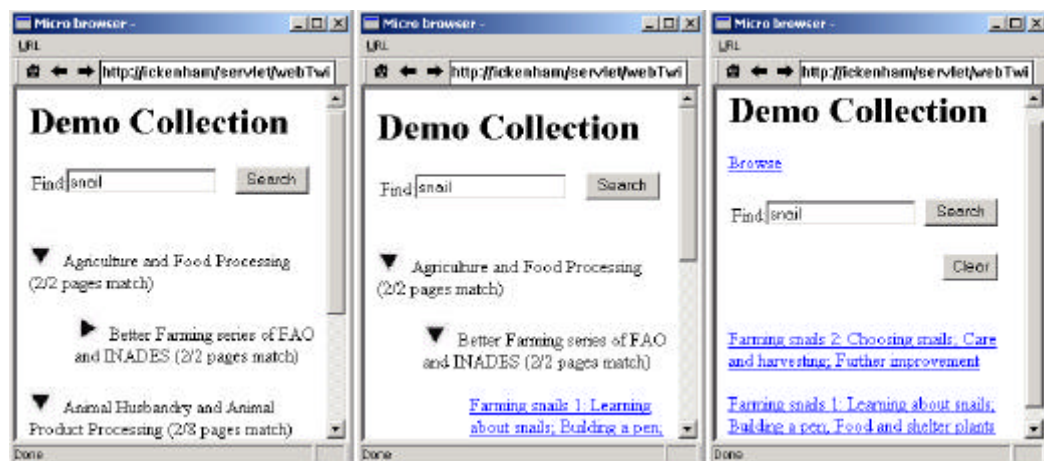 Micro browser -
URL
http://ickenham/servlet/webTwi
Demo Collection
Find snail Search
Agriculture and Food Processing
(2/2 pages match)
Better Farming series of FAO
and INADES (2/2 pages match)
Animal Husbandry and Animal
Product Processing (2/8 pages match)
Done
Micro browser -
URL
http://ickenham/servlet/webTwi
Demo Collection
Find snail Search
Agriculture and Food Processing
(2/2 pages match)
Better Farming series of FAO
and INADES (2/2 pages match)
Farming snails 1: Learning
about snails; Building a pen;
Done
Micro browser -
URL
http://ickenham/servlet/webTwi
Demo Collection
Browse
Find snail Search
Clear
Farming snails 2: Choosing snails; Care
and harvesting; Further improvement
Farming snails 1: Learning about snails;
Building a pen; Food and shelter plants
Done